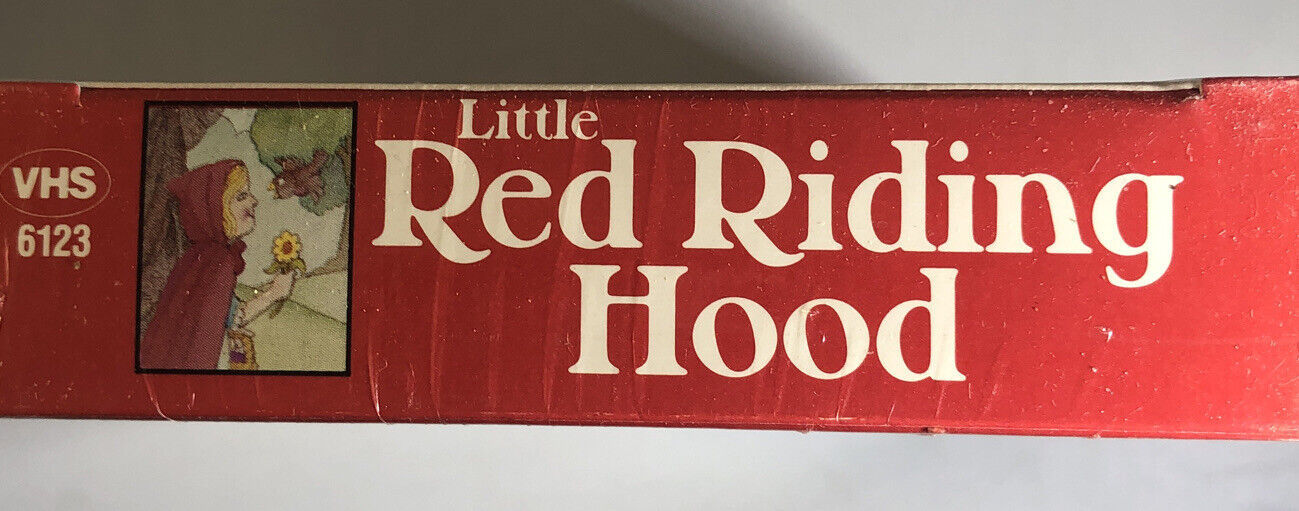 VHS
6123
Little
Red Riding
Hood